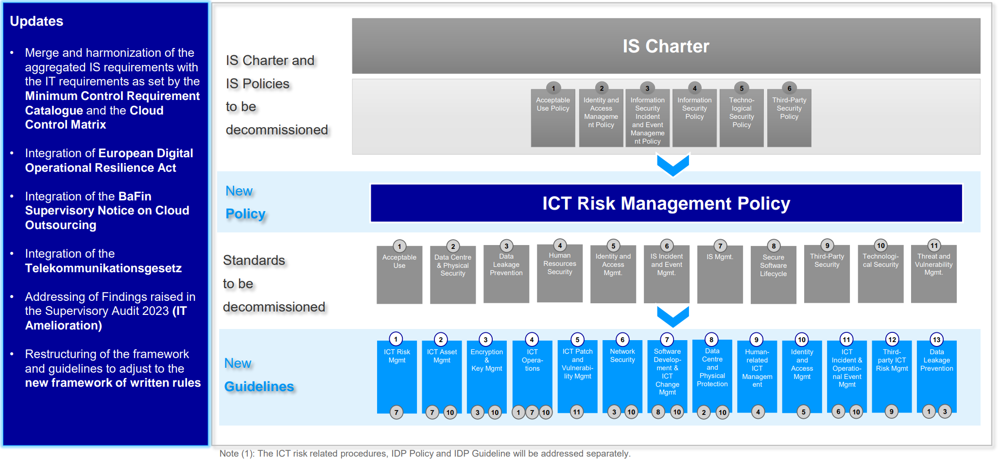 Updates
• Merge and harmonization of the
aggregated IS requirements with
the IT requirements as set by the
Minimum Control Requirement
Catalogue and the Cloud
Control Matrix
• Integration of European Digital
Operational Resilience Act
• Integration of the BaFin
Supervisory Notice on Cloud
Outsourcing
• Integration of the
Telekommunikationsgesetz
• Addressing of Findings raised in
the Supervisory Audit 2023 (IT
Amelioration)
• Restructuring of the framework
and guidelines to adjust to the
new framework of written rules
IS Charter and
IS Policies
to be
decommissioned
IS Charter
1
Acceptable
Use Policy
2
Identity and
Access
Manageme
nt Policy
3
Information
Security
Incident
and Event
Manageme
nt Policy
4
Information
Security
Policy
5
Techno-
logical
Security
Policy
6
Third-Party
Security
Policy
New
Policy
ICT Risk Management Policy
Standards
to be
decommissioned
1
Acceptable
Use
2
Data Centre
& Physical
Security
3
Data
Leakage
Prevention
4
Human
Resources
Security
5
Identity and
Access
Mgmt.
6
IS Incident
and Event
Mgmt.
7
IS Mgmt.
8
Secure
Software
Lifecycle
9
Third-Party
Security
10
Technologi-
cal Security
11
Threat and
Vulnerability
Mgmt.
New
Guidelines
1
ICT Risk
Mgmt
7
2
ICT Asset
Mgmt
7 10
3
Encryption
&
Key Mgmt
3 10
4
ICT
Opera-
tions
1 7 10
5
ICT Patch
and
Vulnerabi-
lity Mgmt
11
6
Network
Security
3 10
7
Software
Develop-
ment &
ICT
Change
Mgmt
8 10
8
Data
Centre
and
Physical
Protection
2 10
9
Human-
related
ICT
Managem
ent
4
10
Identity
and
Access
Mgmt
5
11
ICT
Incident &
Operatio-
nal Event
Mgmt
6 10
12
Third-
party ICT
Risk Mgmt
9
13
Data
Leakage
Prevention
1 3
Note (1): The ICT risk related procedures, IDP Policy and IDP Guideline will be addressed separately.